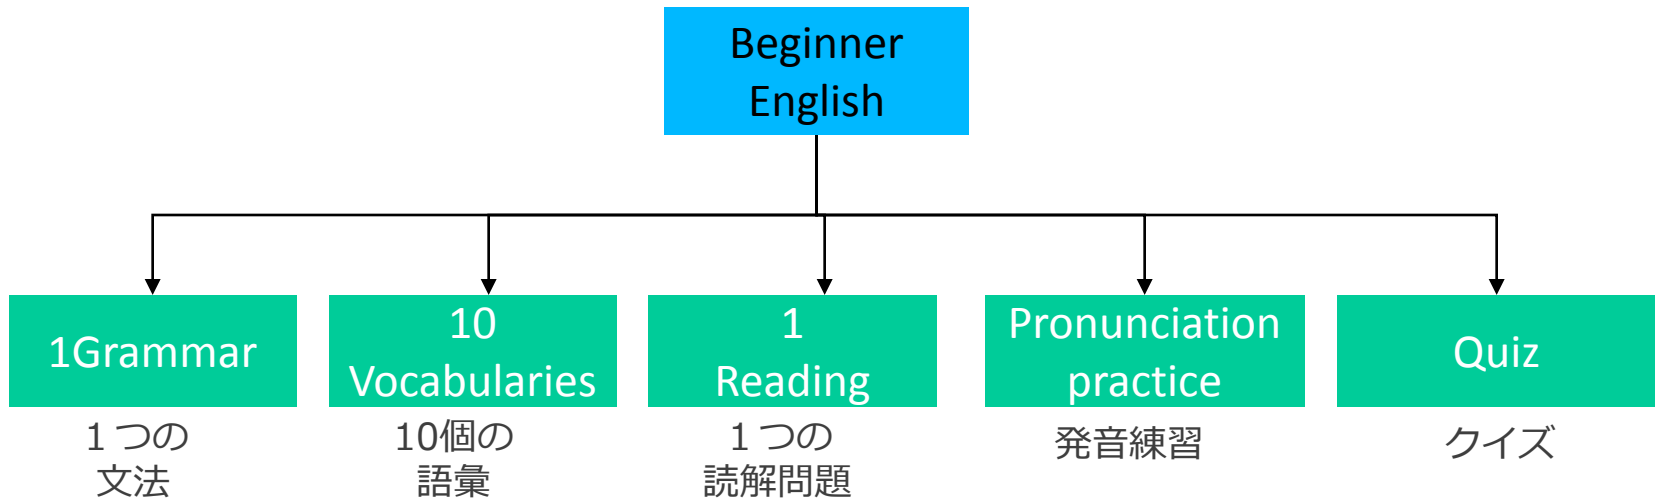 Beginner
English
1Grammar
10
Vocabularies
1
Reading
Pronunciation
practice
Quiz
１つの
文法
10個の
語彙
１つの
読解問題
発音練習
クイズ